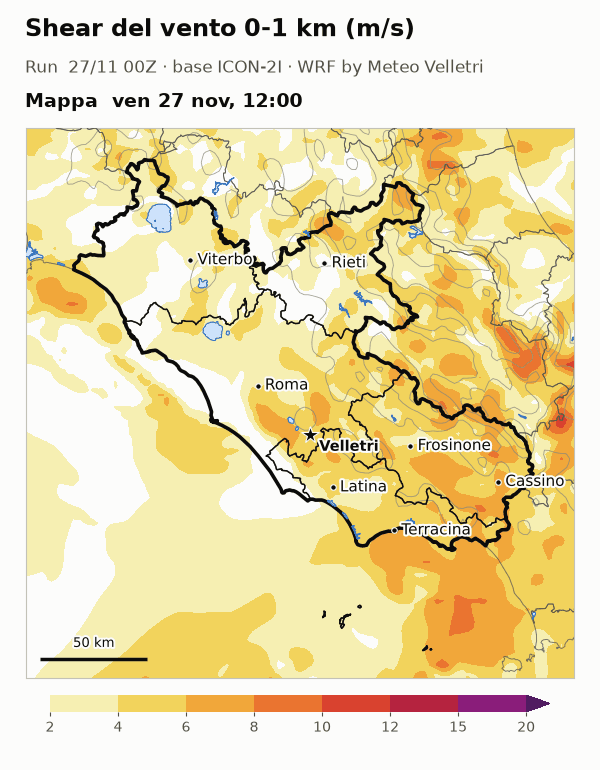 Shear del vento 0-1 km (m/s)
Run  27/11 00Z · base ICON-2I · WRF by Meteo Velletri
Mappa  ven 27 nov, 12:00
Viterbo
Rieti
Roma
Velletri
Frosinone
Cassino
Latina
Terracina
50 km
2 4 6 8 10 12 15 20